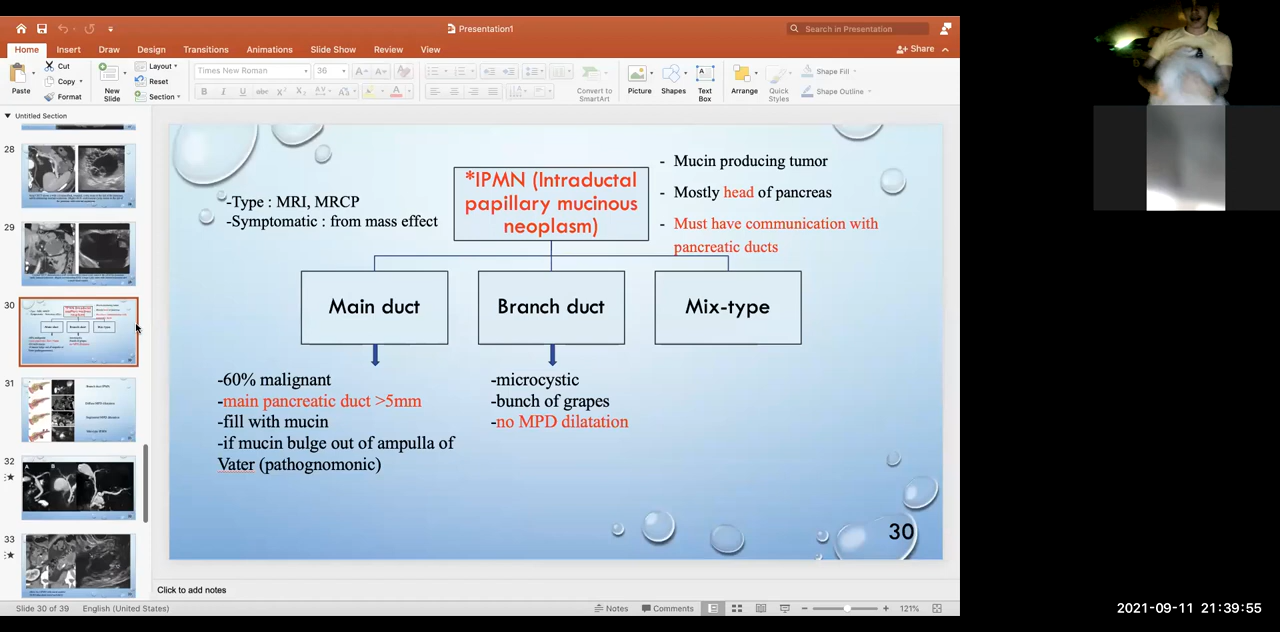 Presentation1
Search in Presentation
Home Insert Draw Design Transitions Animations Slide Show Review View
Share
Paste
Cut
Copy
Format
New Slide
Layout
Reset
Section
Times New Roman 36
Convert to SmartArt
Picture Shapes Text Box
Arrange Quick Styles
Shape Fill
Shape Outline
Untitled Section
28
29
30
31
32
33
*IPMN (Intraductal
papillary mucinous
neoplasm)
-Type : MRI, MRCP
-Symptomatic : from mass effect
- Mucin producing tumor
- Mostly head of pancreas
- Must have communication with
pancreatic ducts
Main duct
Branch duct
Mix-type
-60% malignant
-main pancreatic duct >5mm
-fill with mucin
-if mucin bulge out of ampulla of
Vater (pathognomonic)
-microcystic
-bunch of grapes
-no MPD dilatation
30
Click to add notes
Slide 30 of 39 English (United States)
Notes Comments 121%
2021-09-11 21:39:55